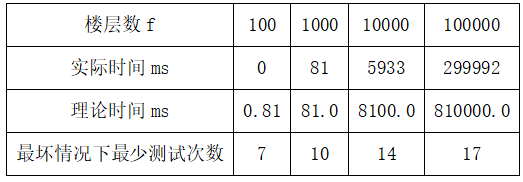 楼层数 f 100 1000 10000 100000
实际时间 ms 0 81 5933 299992
理论时间 ms 0.81 81.0 8100.0 810000.0
最坏情况下最少测试次数 7 10 14 17